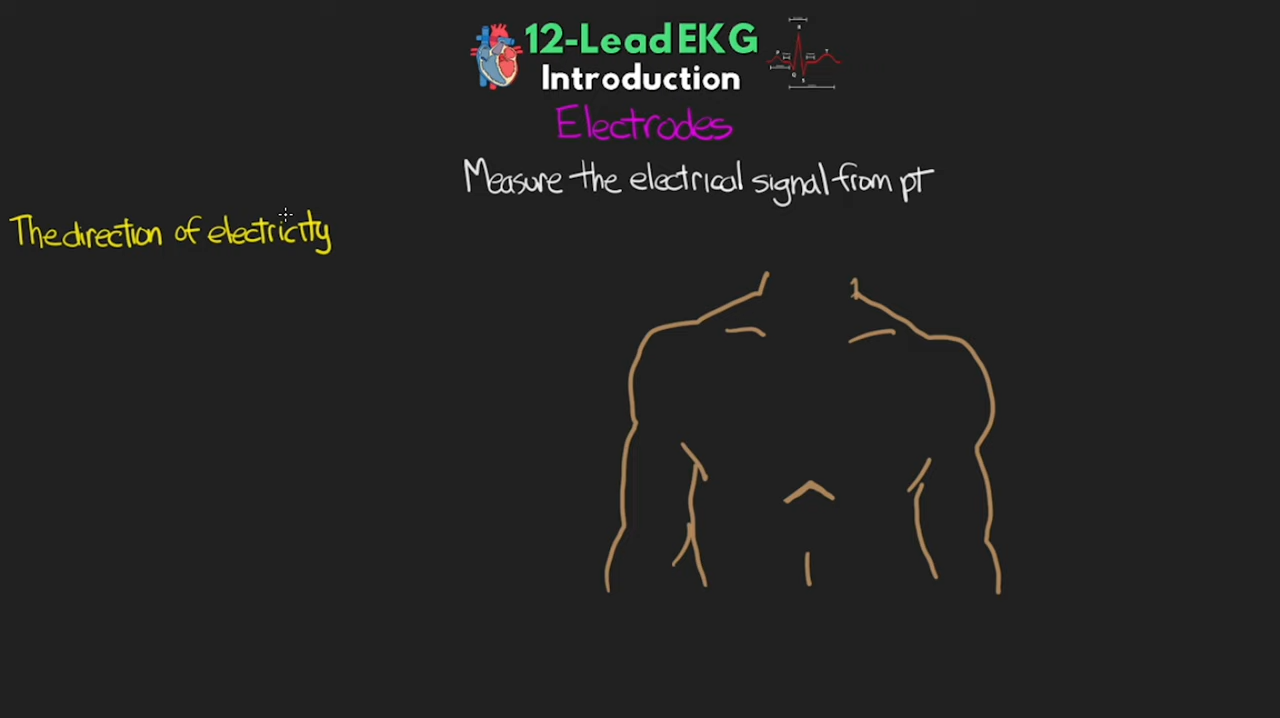 12-Lead EKG
Introduction
Electrodes
Measure the electrical signal from pt
The direction of electricity